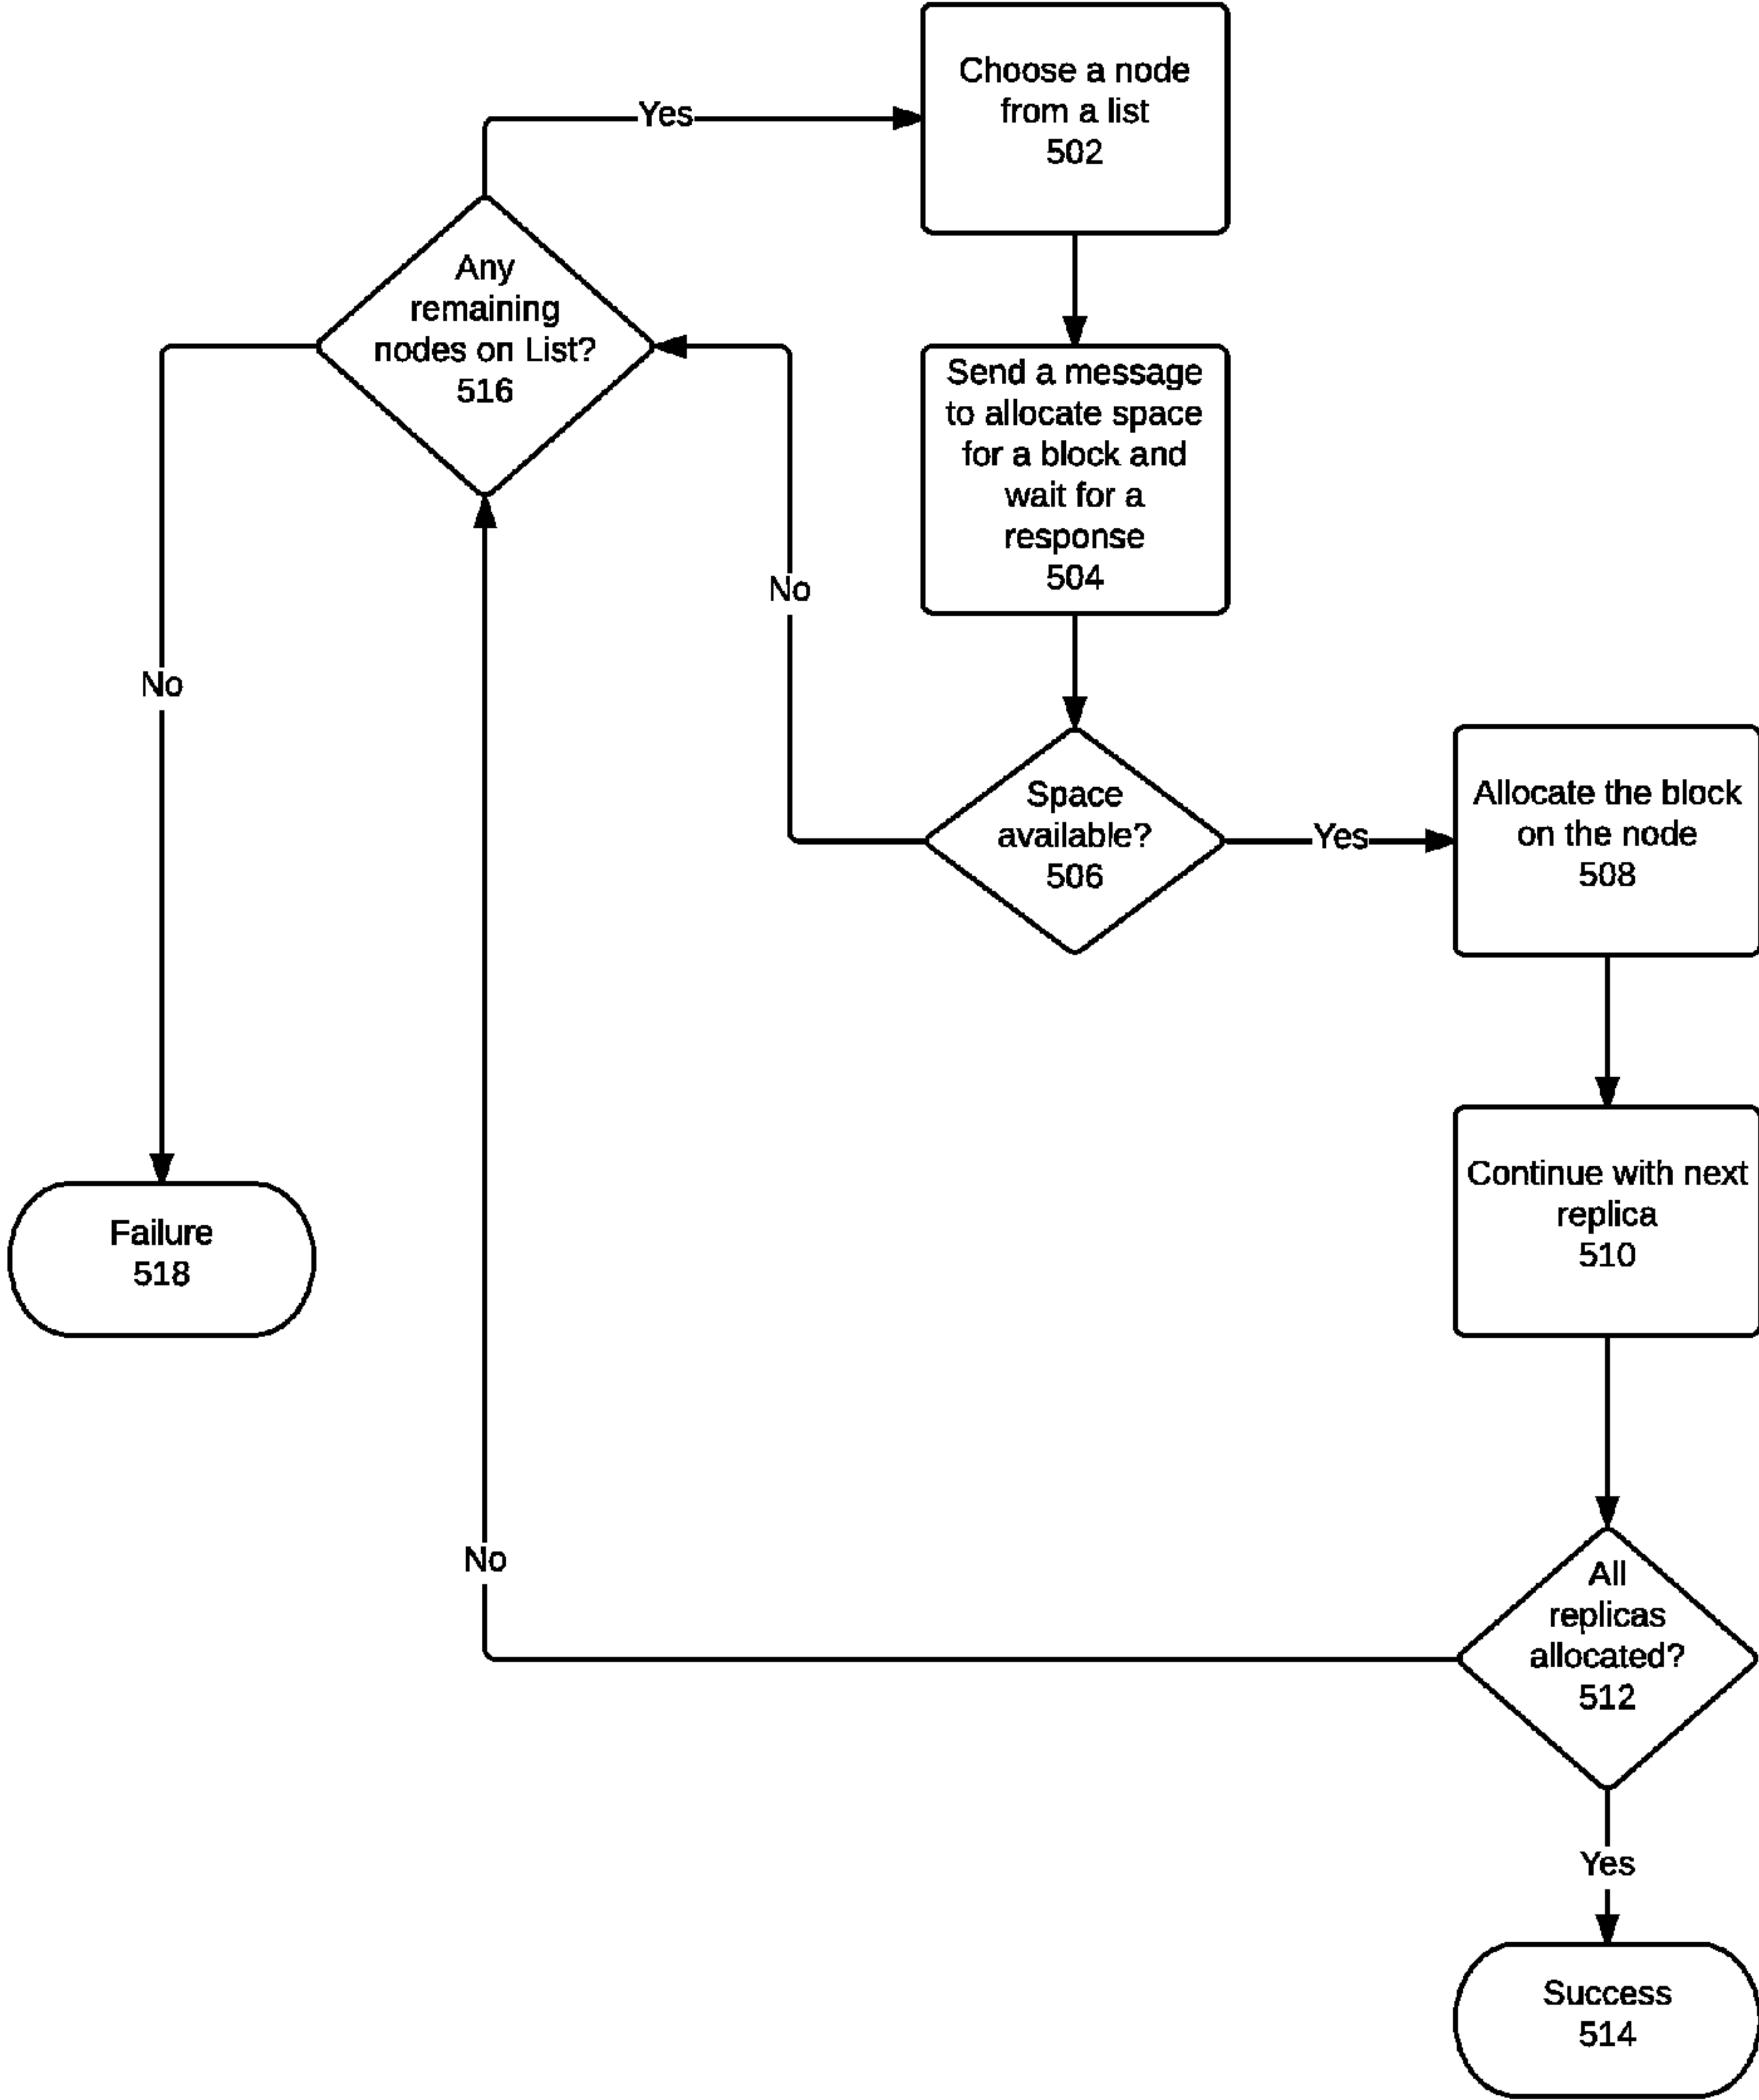 Choose a node
from a list
502
Yes
Any
remaining
nodes on List?
516
Send a message
to allocate space
for a block and
wait for a
response
504
No
No
Space
available?
506
Yes
Allocate the block
on the node
508
Continue with next
replica
510
Failure
518
No
All
replicas
allocated?
512
Yes
Success
514